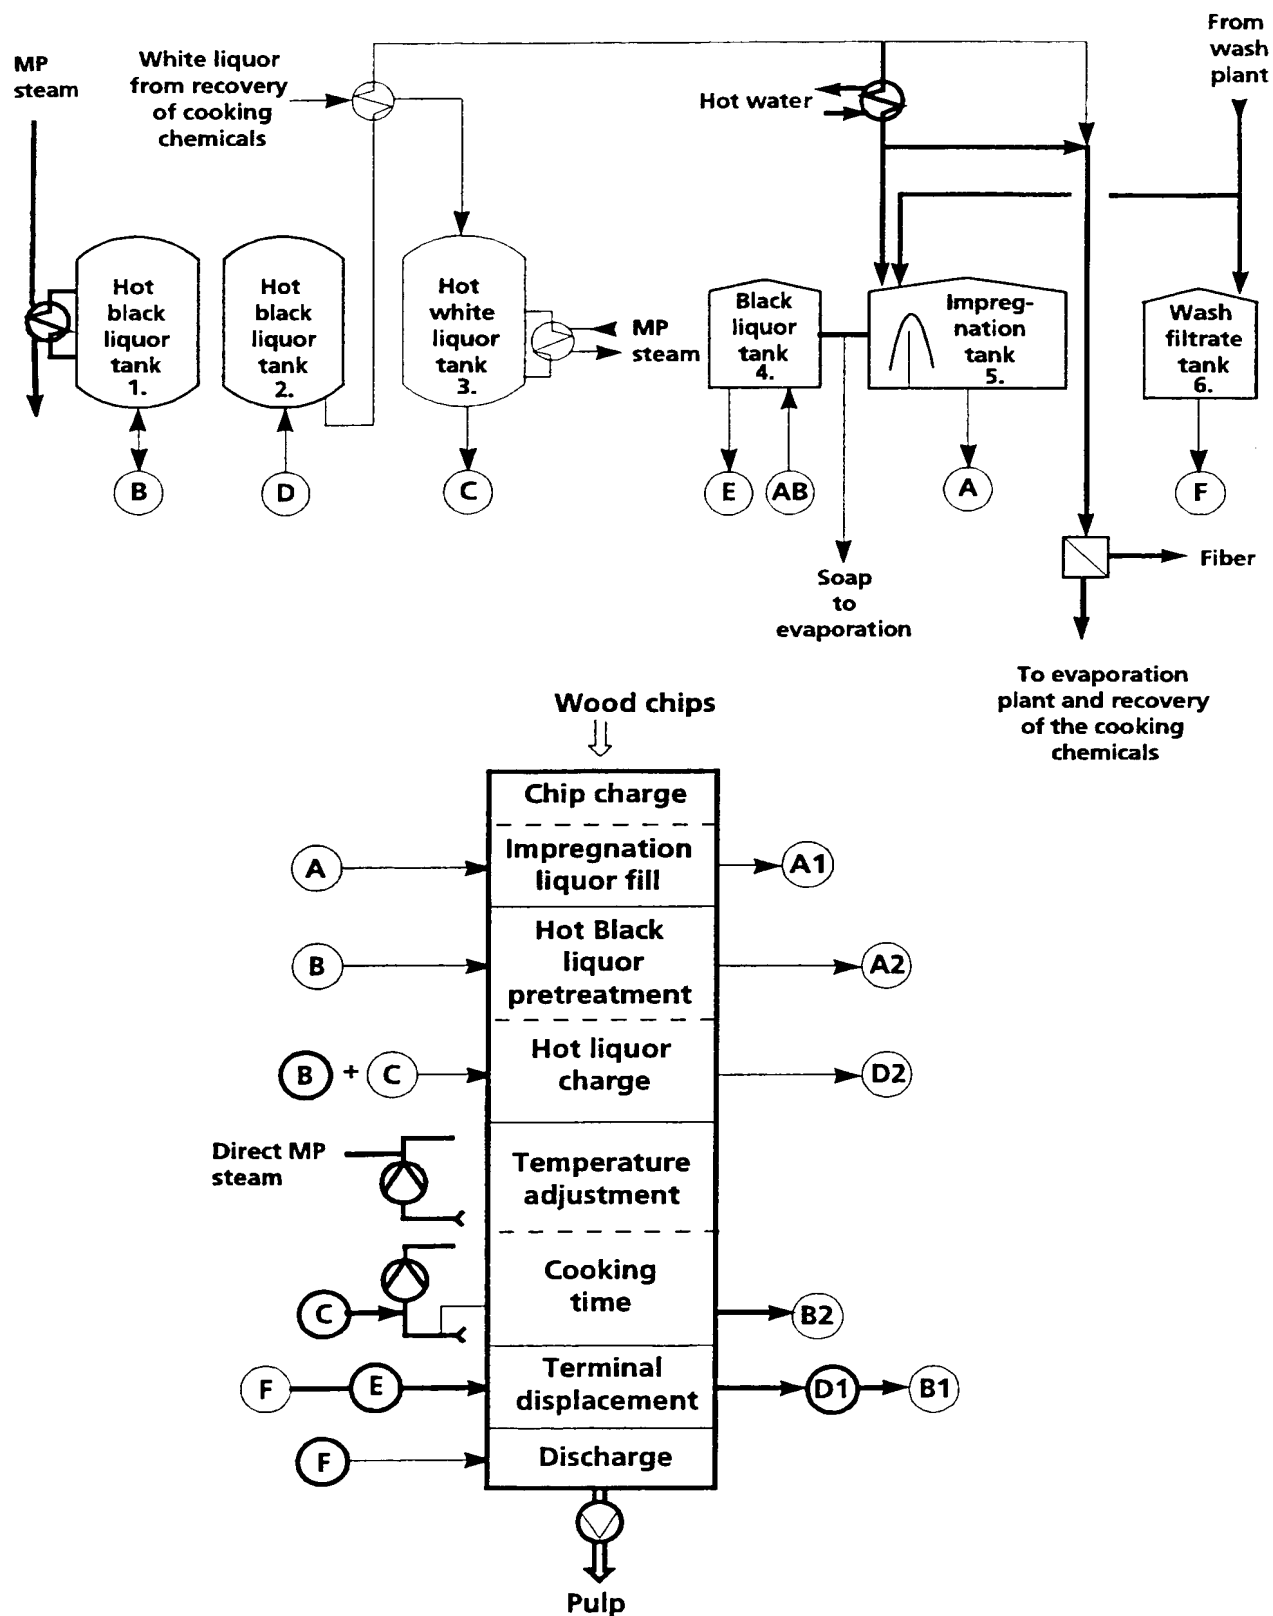 From
wash
plant
MP
steam
White liquor
from recovery
of cooking
chemicals
Hot water
Hot
black
liquor
tank
1.
Hot
black
liquor
tank
2.
Hot
white
liquor
tank
3.
MP
steam
Black
liquor
tank
4.
Impreg-
nation
tank
5.
Wash
filtrate
tank
6.
B
D
C
E
AB
A
F
Soap
to
evaporation
Fiber
To evaporation
plant and recovery
of the cooking
chemicals
Wood chips
Chip charge
A
Impregnation
liquor fill
A1
B
Hot Black
liquor
pretreatment
A2
B + C
Hot liquor
charge
D2
Direct MP
steam
Temperature
adjustment
C
Cooking
time
B2
F
E
Terminal
displacement
D1
B1
F
Discharge
Pulp